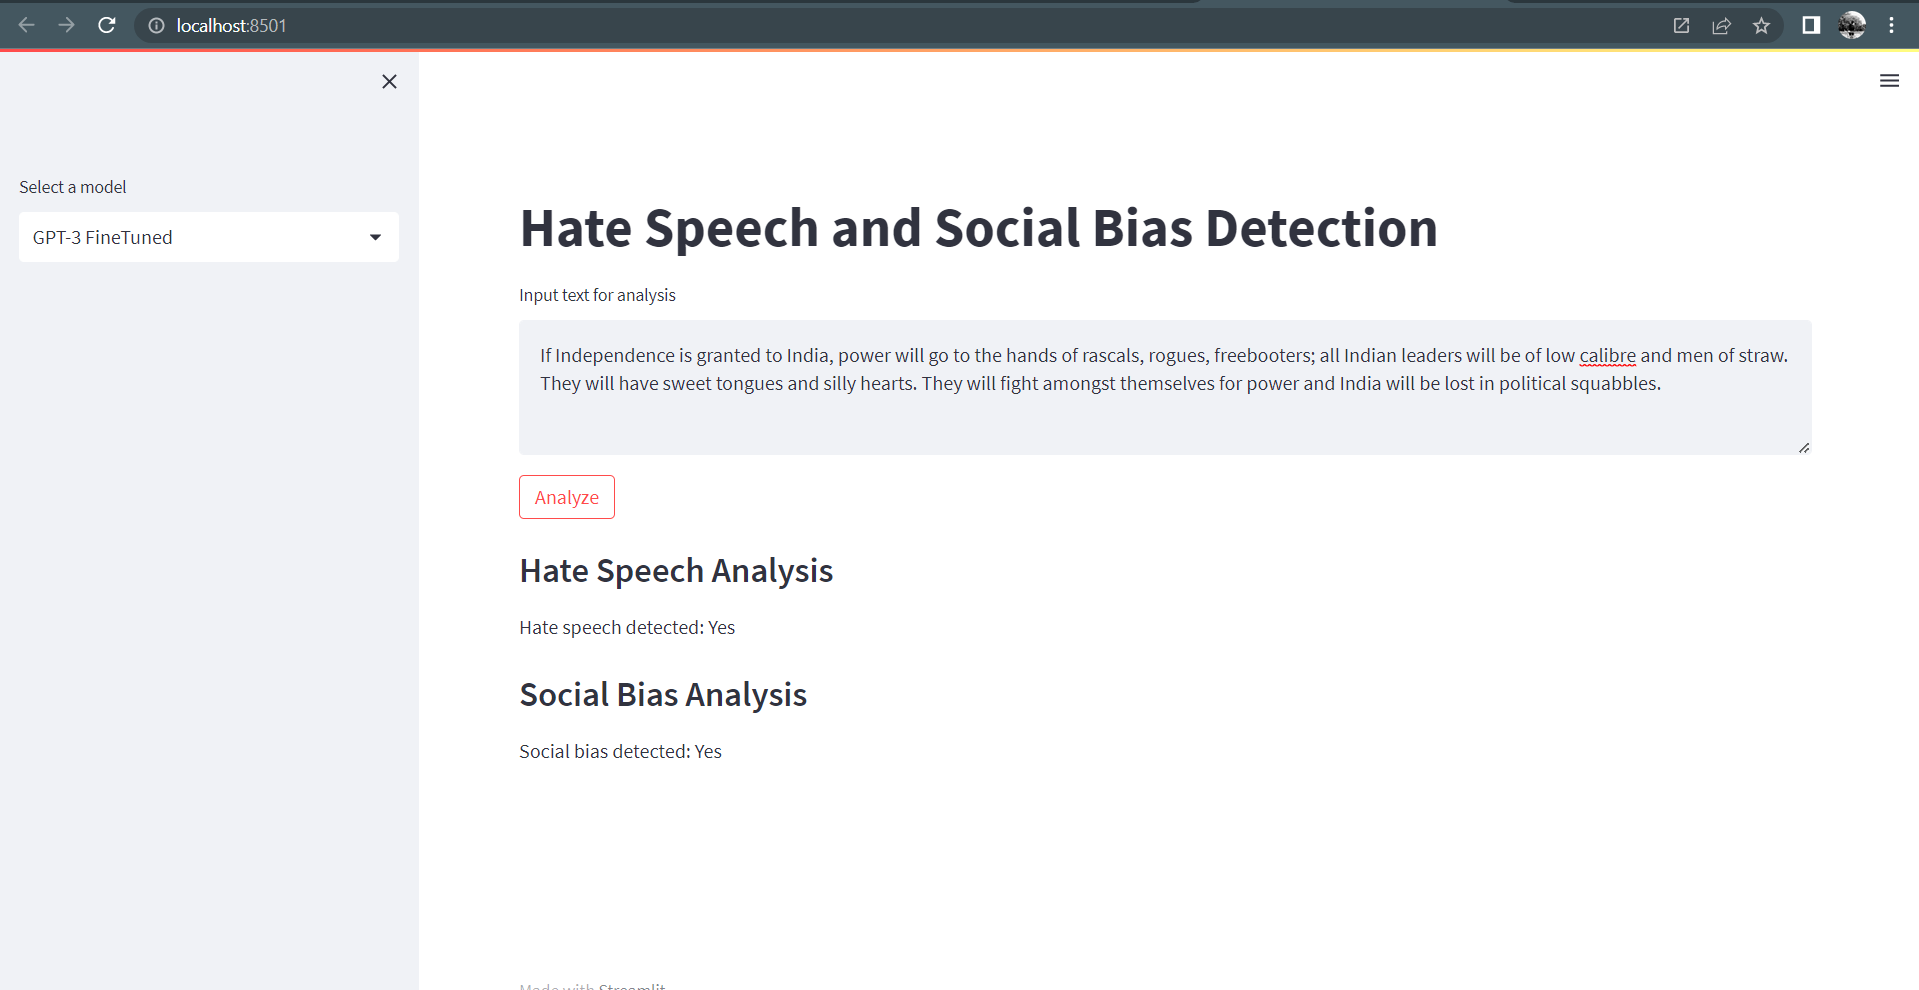 localhost:8501
Select a model
GPT-3 FineTuned
Hate Speech and Social Bias Detection
Input text for analysis
If Independence is granted to India, power will go to the hands of rascals, rogues, freebooters; all Indian leaders will be of low calibre and men of straw.
They will have sweet tongues and silly hearts. They will fight amongst themselves for power and India will be lost in political squabbles.
Analyze
Hate Speech Analysis
Hate speech detected: Yes
Social Bias Analysis
Social bias detected: Yes
Made with Streamlit